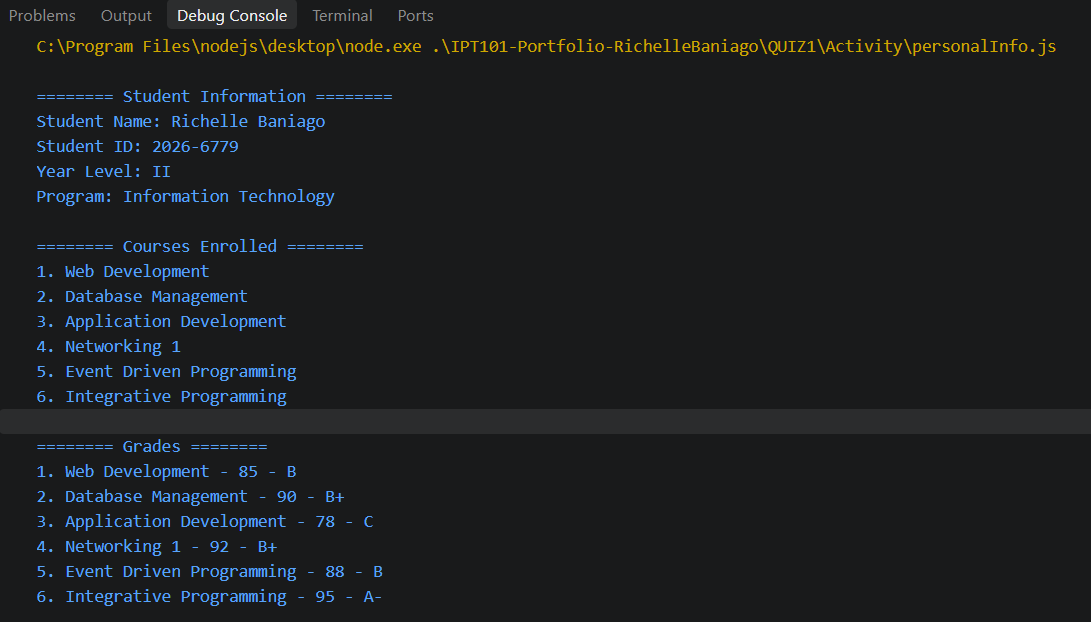 Problems Output Debug Console Terminal Ports
C:\Program Files\nodejs\desktop\node.exe .\IPT101-Portfolio-RichelleBaniago\QUIZ1\Activity\personalInfo.js
======== Student Information ========
Student Name: Richelle Baniago
Student ID: 2026-6779
Year Level: II
Program: Information Technology
======== Courses Enrolled ========
1. Web Development
2. Database Management
3. Application Development
4. Networking 1
5. Event Driven Programming
6. Integrative Programming
======== Grades ========
1. Web Development - 85 - B
2. Database Management - 90 - B+
3. Application Development - 78 - C
4. Networking 1 - 92 - B+
5. Event Driven Programming - 88 - B
6. Integrative Programming - 95 - A-